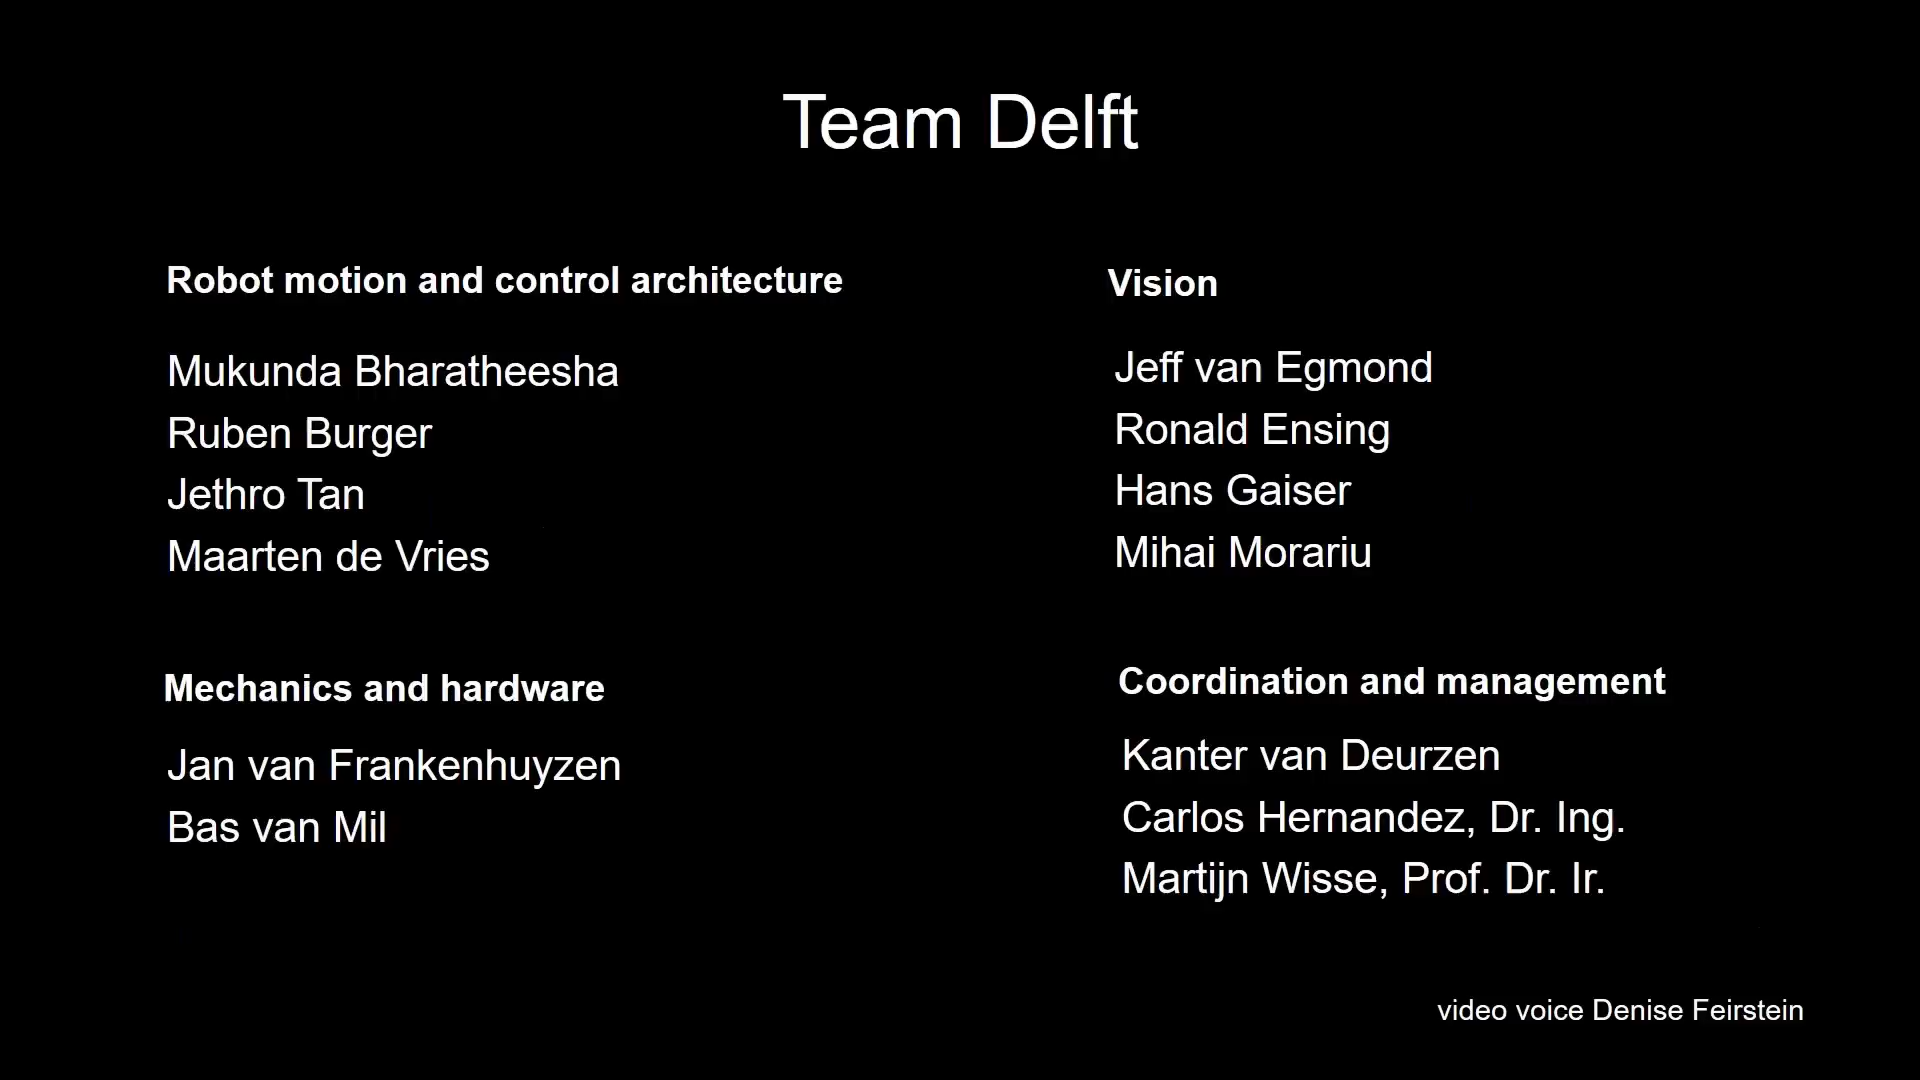 Team Delft
Robot motion and control architecture
Mukunda Bharatheesha
Ruben Burger
Jethro Tan
Maarten de Vries
Vision
Jeff van Egmond
Ronald Ensing
Hans Gaiser
Mihai Morariu
Mechanics and hardware
Jan van Frankenhuyzen
Bas van Mil
Coordination and management
Kanter van Deurzen
Carlos Hernandez, Dr. Ing.
Martijn Wisse, Prof. Dr. Ir.
video voice Denise Feirstein